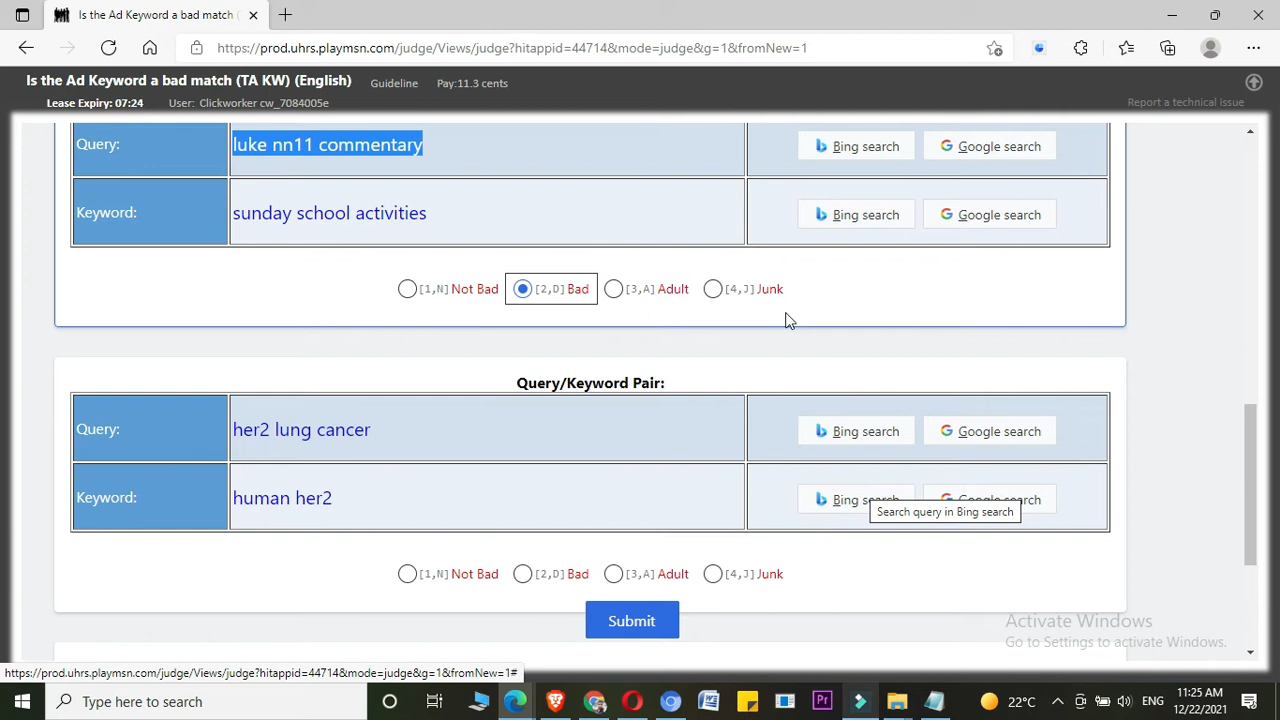 Is the Ad Keyword a bad match (
https://prod.uhrs.playmsn.com/judge/Views/judge?hitappid=44714&mode=judge&g=1&fromNew=1
Is the Ad Keyword a bad match (TA KW) (English)
Guideline
Pay:11.3 cents
Lease Expiry: 07:24
User: Clickworker cw_7084005e
Report a technical issue
Query:
luke nn11 commentary
Bing search
Google search
Keyword:
sunday school activities
Bing search
Google search
[1,N] Not Bad
[2,D] Bad
[3,A] Adult
[4,J] Junk
Query/Keyword Pair:
Query:
her2 lung cancer
Bing search
Google search
Keyword:
human her2
Bing search
Google search
Search query in Bing search
[1,N] Not Bad
[2,D] Bad
[3,A] Adult
[4,J] Junk
Submit
Activate Windows
Go to Settings to activate Windows.
https://prod.uhrs.playmsn.com/judge/Views/judge?hitappid=44714&mode=judge&g=1&fromNew=1#
Type here to search
22°C
ENG
11:25 AM
12/22/2021